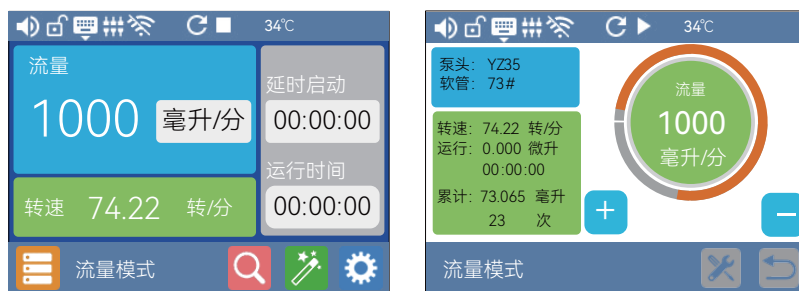 34℃
流量
1000 毫升/分
延时启动
00:00:00
运行时间
00:00:00
转速 74.22 转/分
流量模式
34℃
泵头: YZ35
软管: 73#
转速: 74.22 转/分
运行: 0.000 微升
00:00:00
累计: 73.065 毫升
23 次
流量
1000
毫升/分
+
−
流量模式